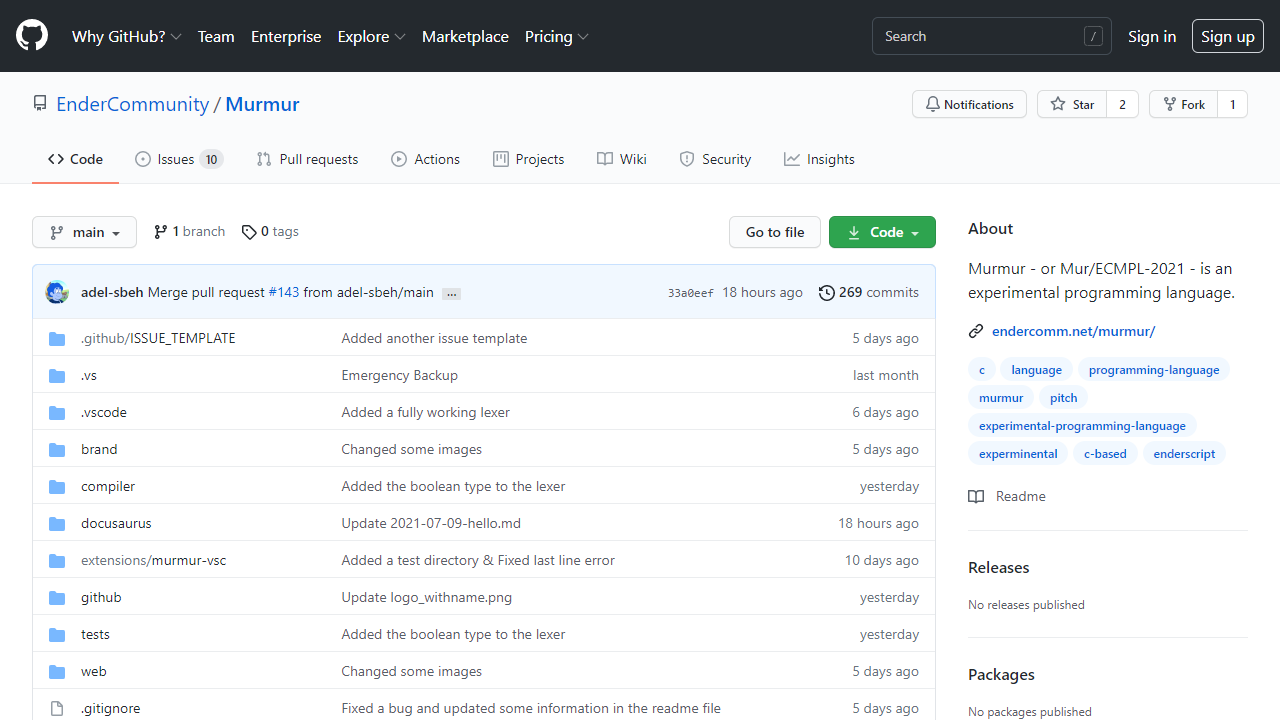 Why GitHub? Team Enterprise Explore Marketplace Pricing Search / Sign in Sign up
EnderCommunity / Murmur Notifications Star 2 Fork 1
Code Issues 10 Pull requests Actions Projects Wiki Security Insights
main 1 branch 0 tags Go to file Code
adel-sbeh Merge pull request #143 from adel-sbeh/main ... 33a0eef 18 hours ago 269 commits
.github/ISSUE_TEMPLATE Added another issue template 5 days ago
.vs Emergency Backup last month
.vscode Added a fully working lexer 6 days ago
brand Changed some images 5 days ago
compiler Added the boolean type to the lexer yesterday
docusaurus Update 2021-07-09-hello.md 18 hours ago
extensions/murmur-vsc Added a test directory & Fixed last line error 10 days ago
github Update logo_withname.png yesterday
tests Added the boolean type to the lexer yesterday
web Changed some images 5 days ago
.gitignore Fixed a bug and updated some information in the readme file 5 days ago
About
Murmur - or Mur/ECMPL-2021 - is an
experimental programming language.
endercomm.net/murmur/
c language programming-language
murmur pitch
experimental-programming-language
experminental c-based enderscript
Readme
Releases
No releases published
Packages
No packages published